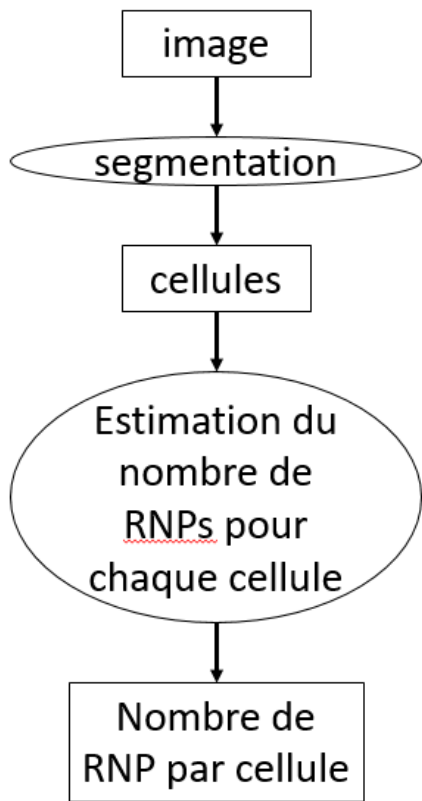 image
segmentation
cellules
Estimation du
nombre de
RNPs pour
chaque cellule
Nombre de
RNP par cellule